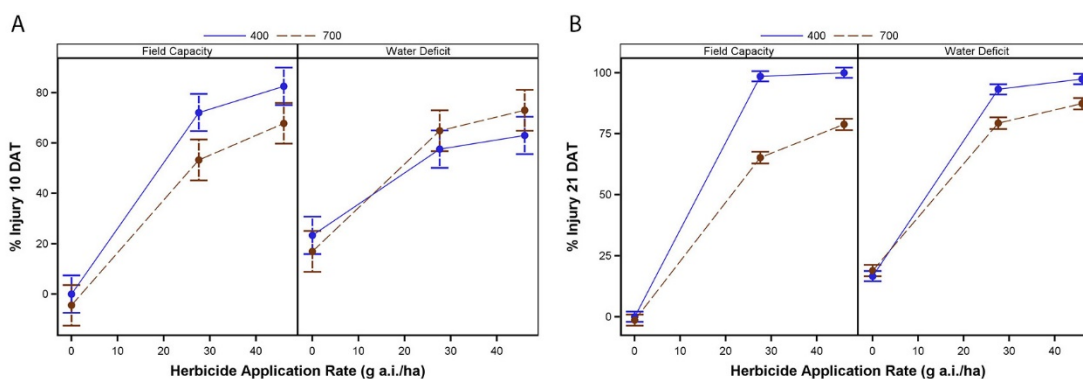 A
400 700
Field Capacity Water Deficit
80
60
40
20
0
% Injury 10 DAT
0 10 20 30 40 0 10 20 30 40
Herbicide Application Rate (g a.i./ha)
B
400 700
Field Capacity Water Deficit
100
75
50
25
0
% Injury 21 DAT
0 10 20 30 40 0 10 20 30 40
Herbicide Application Rate (g a.i./ha)